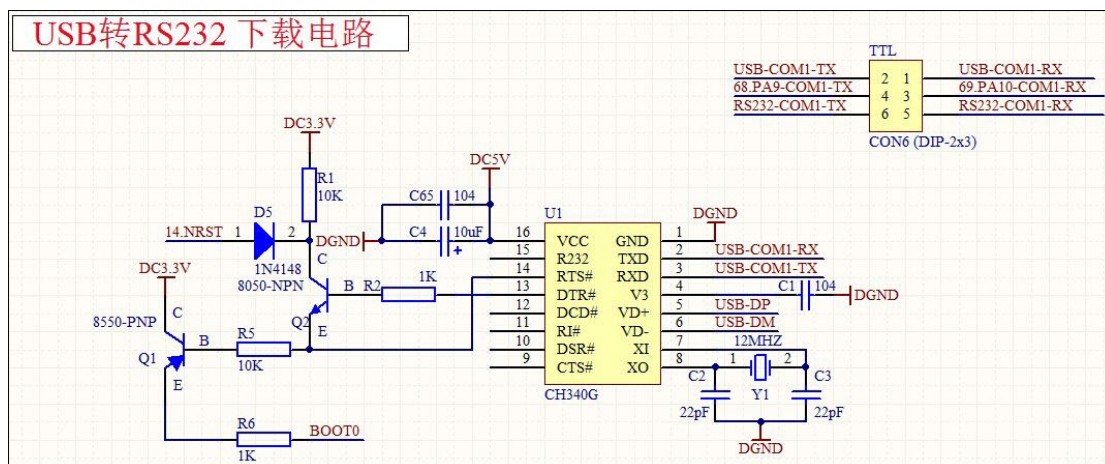 USB转RS232 下载电路
TTL
USB-COM1-TX 2 1 USB-COM1-RX
68.PA9-COM1-TX 4 3 69.PA10-COM1-RX
RS232-COM1-TX 6 5 RS232-COM1-RX
CON6 (DIP-2x3)
DC3.3V
R1
10K
DC5V
C65 104
C4 10uF
+
DGND
D5
14.NRST 1 2
1N4148
8050-NPN
C
B
E
Q2
R2 1K
DC3.3V
8550-PNP
C
B
E
Q1
R5
10K
R6
1K
BOOT0
U1
16 VCC GND 1
15 R232 TXD 2
14 RTS# RXD 3
13 DTR# V3 4
12 DCD# VD+ 5
11 RI# VD- 6
10 DSR# XI 7
9 CTS# XO 8
CH340G
DGND
USB-COM1-RX
USB-COM1-TX
C1 104
DGND
USB-DP
USB-DM
12MHZ
1 2
Y1
C2
22pF
C3
22pF
DGND